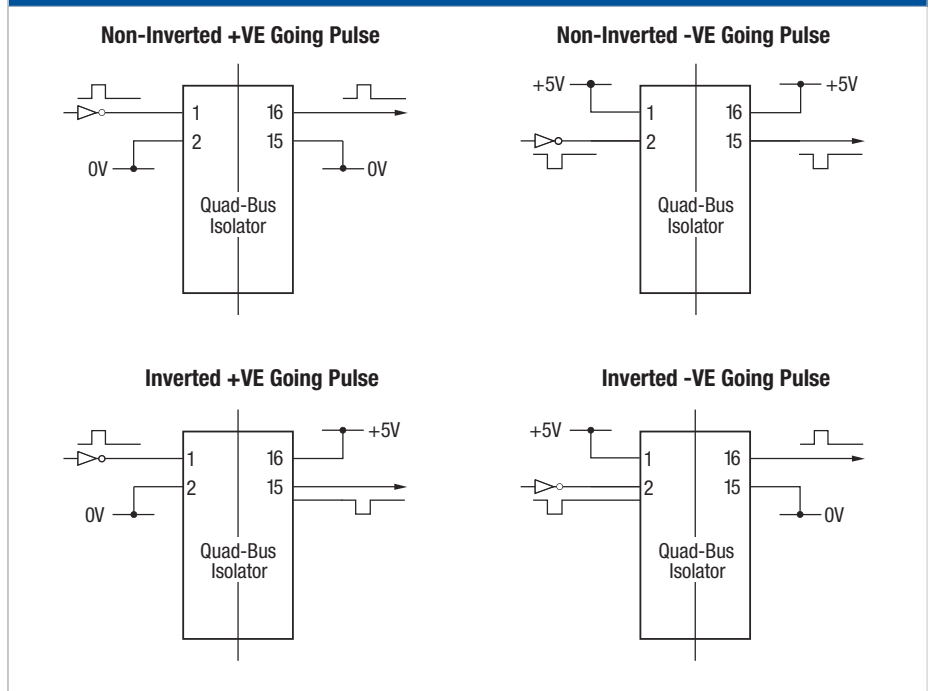 Non-Inverted +VE Going Pulse
1
2
16
15
0V
0V
Quad-Bus
Isolator
Non-Inverted -VE Going Pulse
+5V
+5V
1
2
16
15
Quad-Bus
Isolator
Inverted +VE Going Pulse
+5V
1
2
16
15
0V
Quad-Bus
Isolator
Inverted -VE Going Pulse
+5V
1
2
16
15
0V
Quad-Bus
Isolator